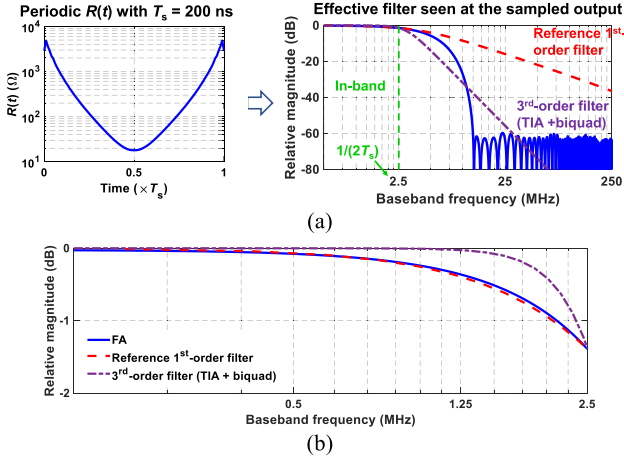 Periodic R(t) with Ts = 200 ns
R(t) (Ω)
10^4
10^3
10^2
10^1
0
0.5
1
Time (×Ts)
Effective filter seen at the sampled output
Relative magnitude (dB)
0
-20
-40
-60
-80
Reference 1st-
order filter
In-band
3rd-order filter
(TIA +biquad)
1/(2Ts)
2.5
25
250
Baseband frequency (MHz)
(a)
Relative magnitude (dB)
0
-1
-2
FA
Reference 1st-order filter
3rd-order filter (TIA + biquad)
0.5
1.25
2.5
Baseband frequency (MHz)
(b)